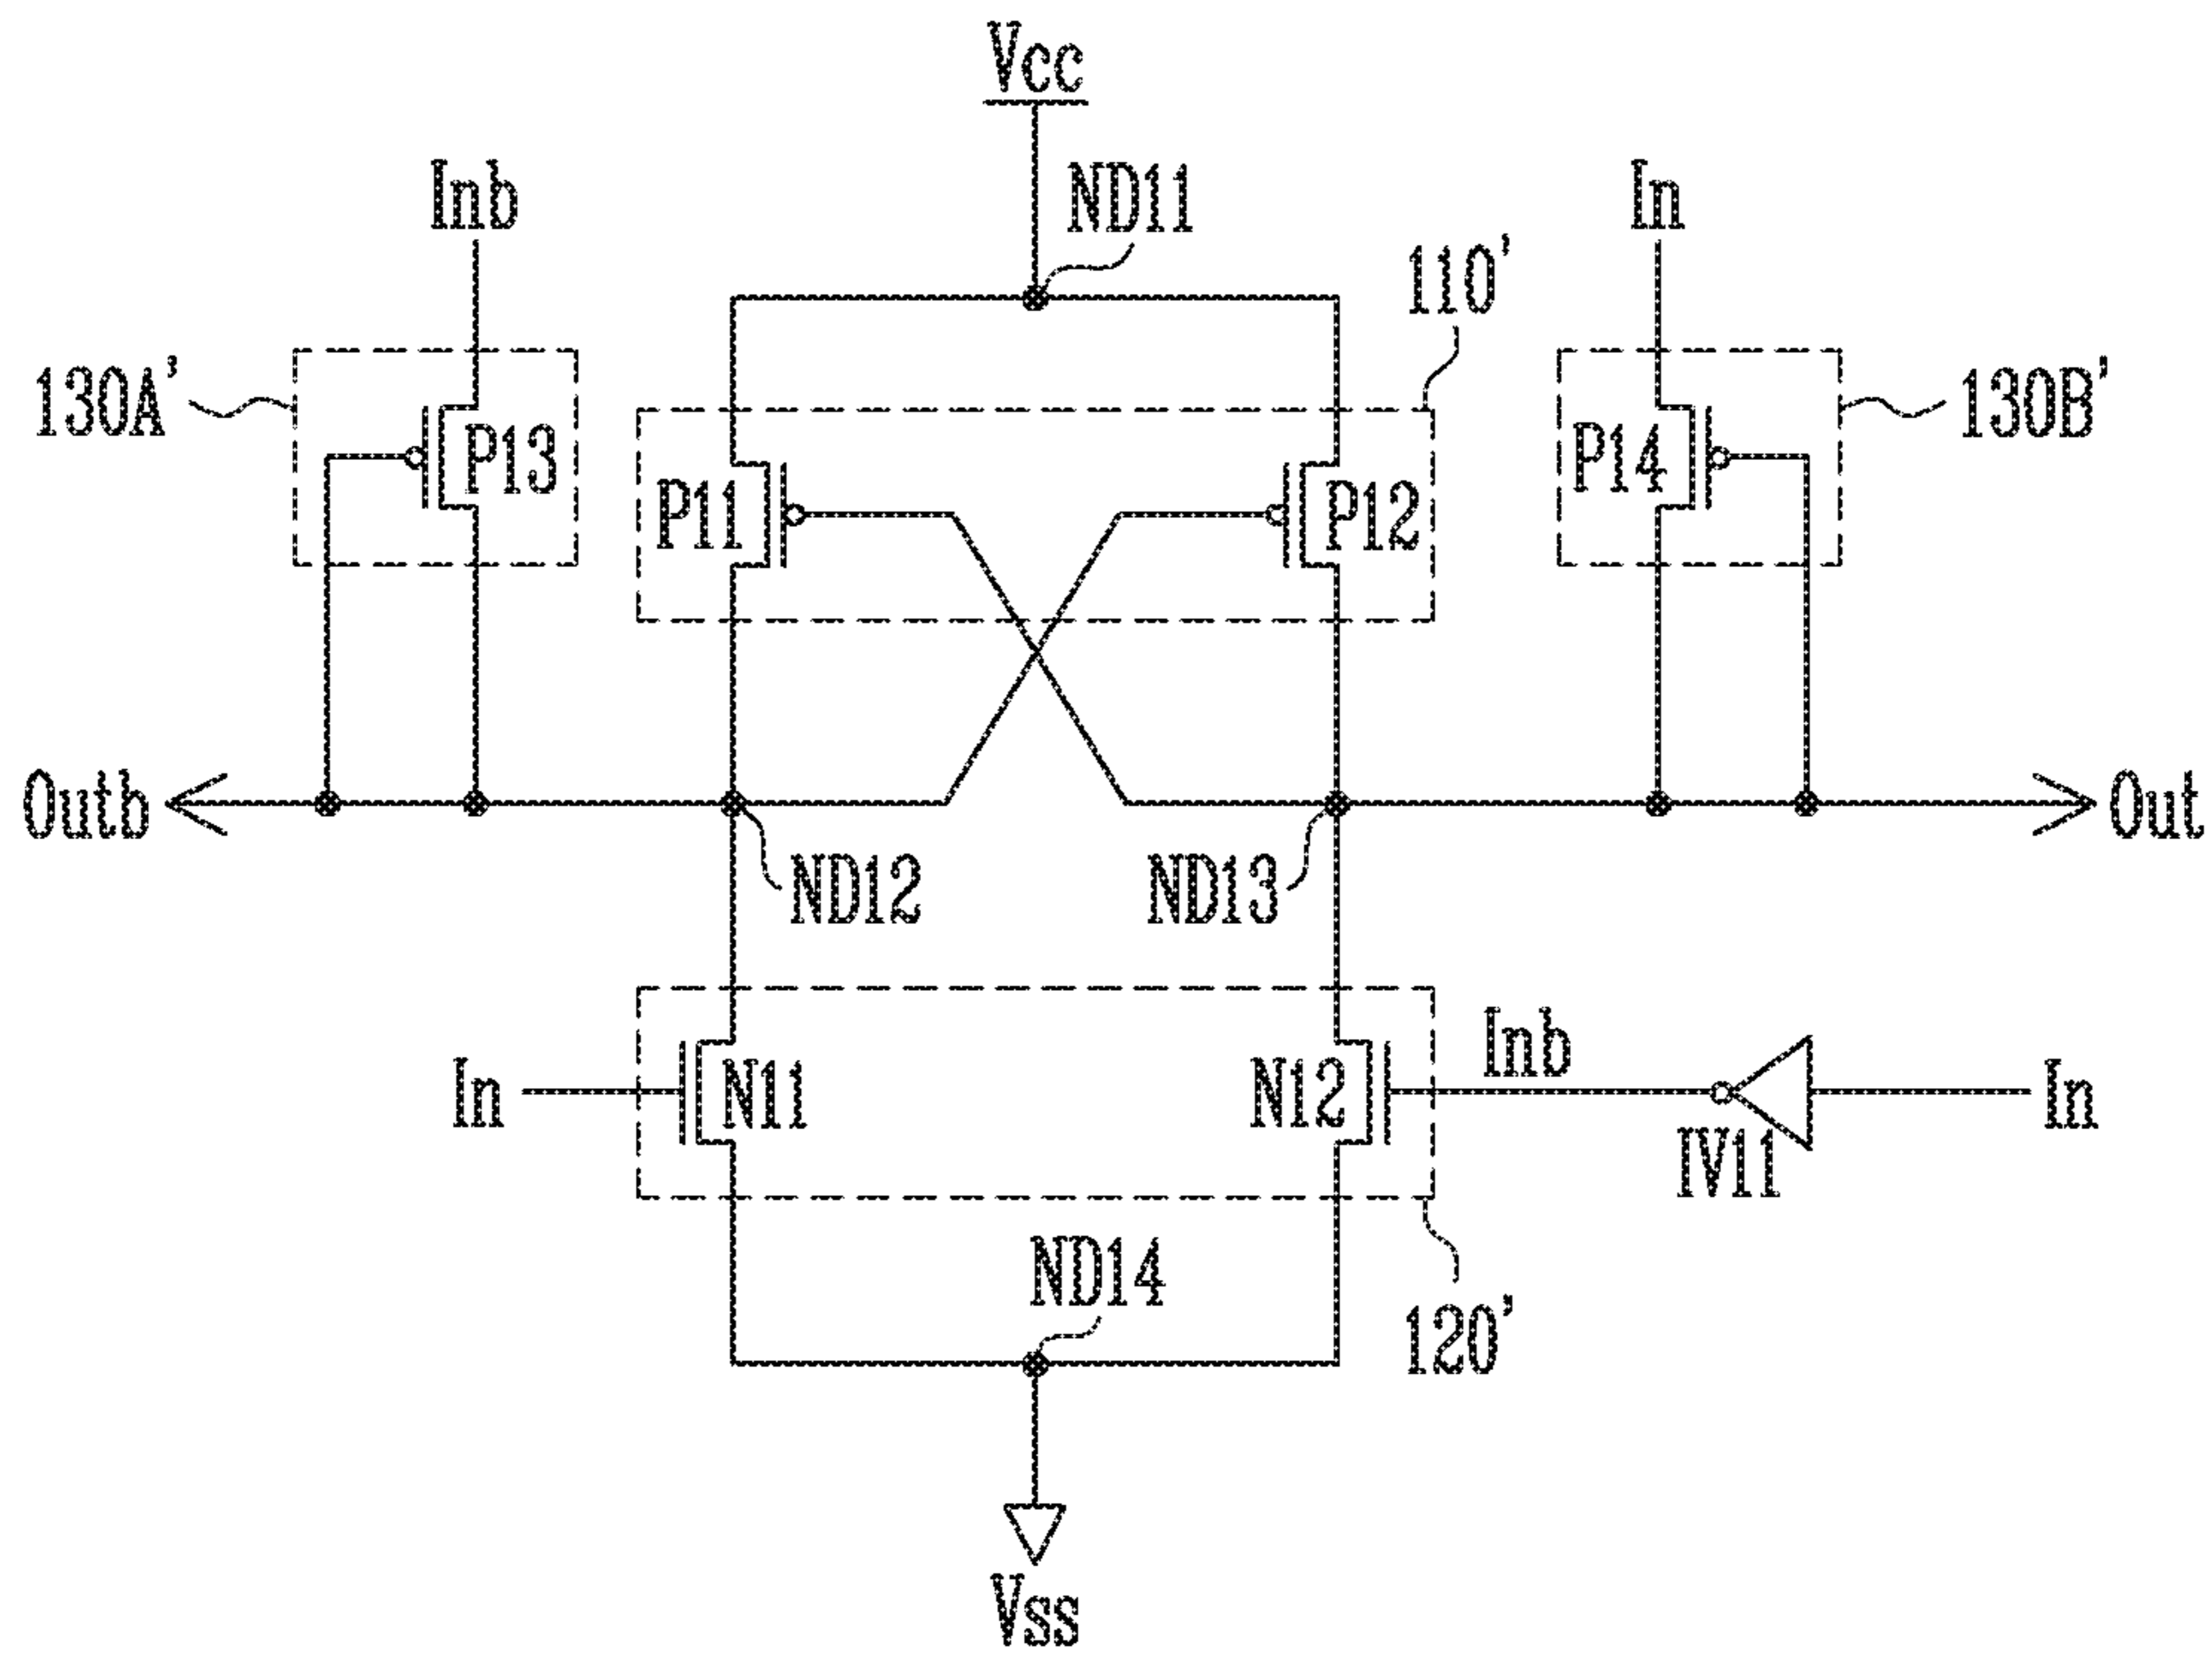 Vcc
Inb
ND11
In
110'
130A'
P13
P11
P12
P14
130B'
Outb
ND12
ND13
Out
In
N11
N12
Inb
IV11
In
ND14
120'
Vss